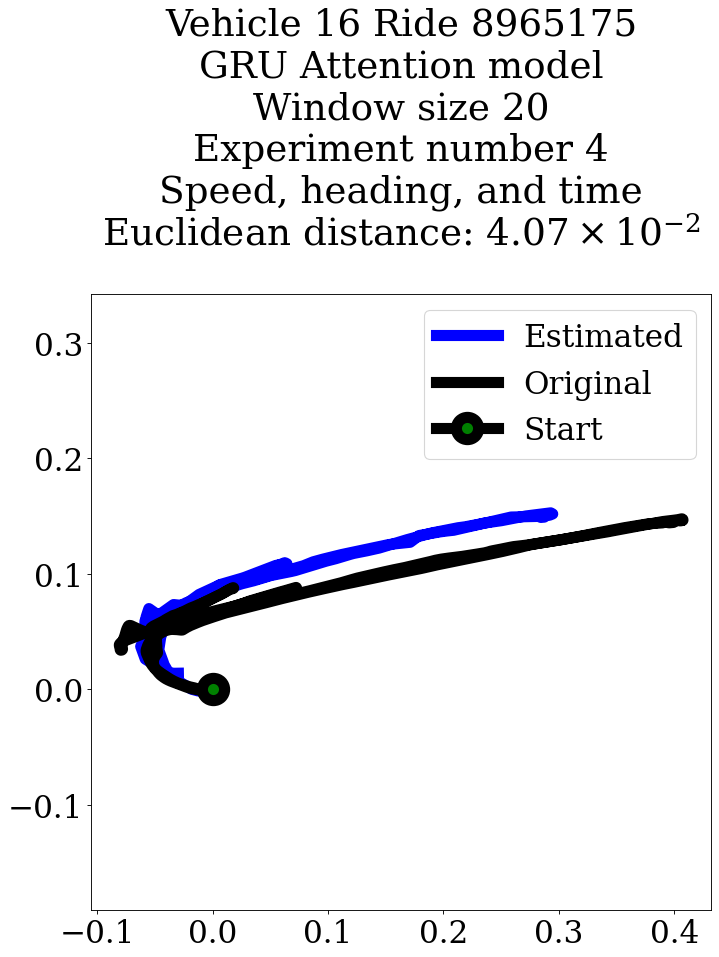 Vehicle 16 Ride 8965175
GRU Attention model
Window size 20
Experiment number 4
Speed, heading, and time
Euclidean distance: 4.07 × 10⁻²
Estimated
Original
Start
0.3
0.2
0.1
0.0
−0.1
−0.1 0.0 0.1 0.2 0.3 0.4